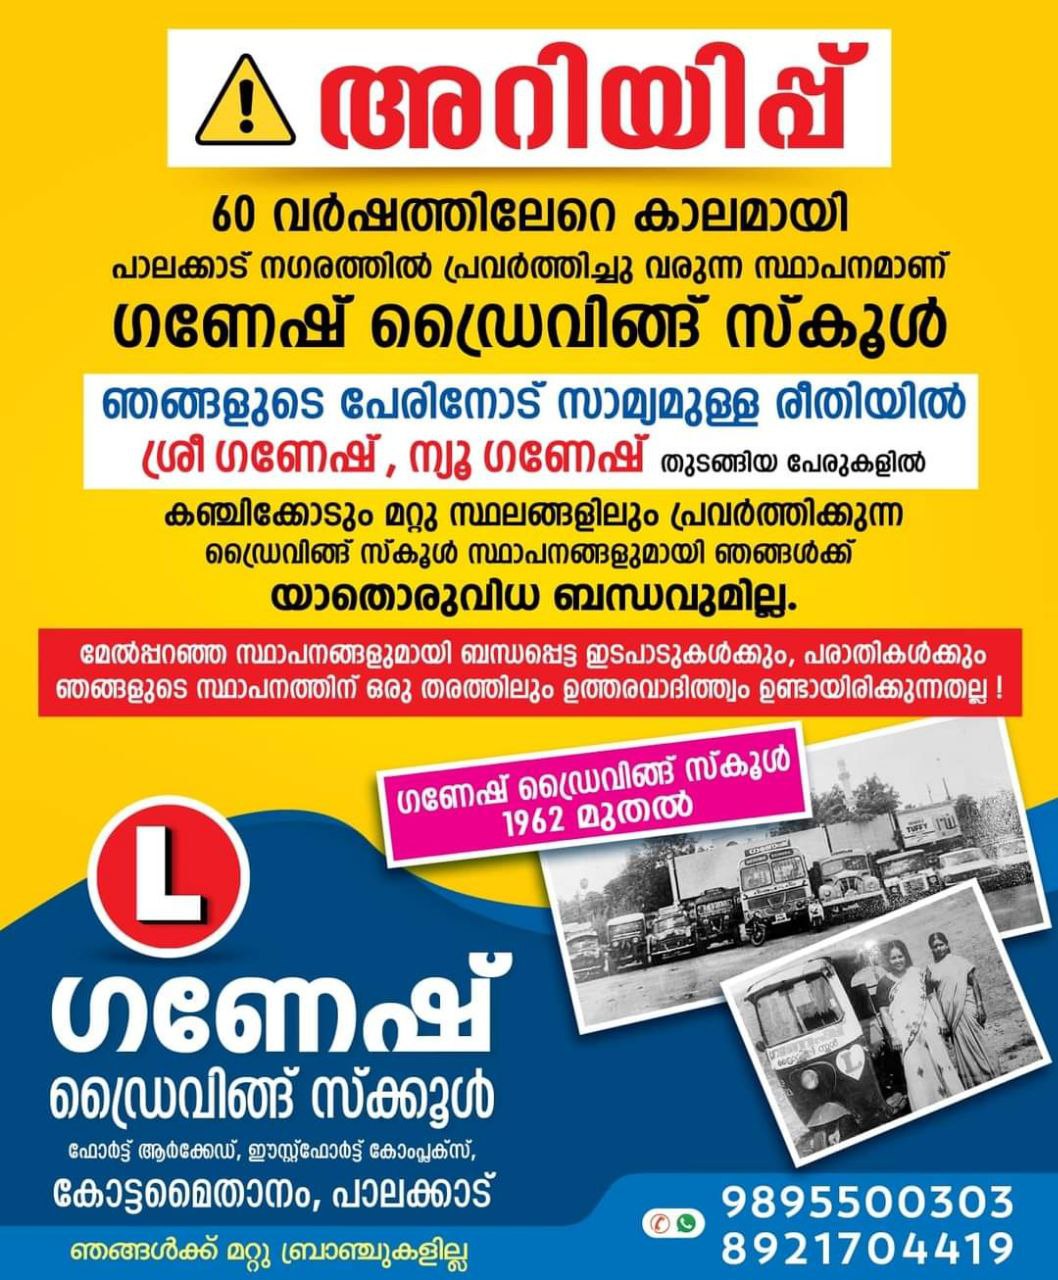 അറിയിപ്പ്
60 വർഷത്തിലേറെ കാലമായി
പാലക്കാട് നഗരത്തിൽ പ്രവർത്തിച്ചു വരുന്ന സ്ഥാപനമാണ്
ഗണേഷ് ഡ്രൈവിങ്ങ് സ്കൂൾ
ഞങ്ങളുടെ പേരിനോട് സാമ്യമുള്ള രീതിയിൽ
ശ്രീ ഗണേഷ്, ന്യൂ ഗണേഷ് തുടങ്ങിയ പേരുകളിൽ
കഞ്ചിക്കോടും മറ്റു സ്ഥലങ്ങളിലും പ്രവർത്തിക്കുന്ന
ഡ്രൈവിങ്ങ് സ്കൂൾ സ്ഥാപനങ്ങളുമായി ഞങ്ങൾക്ക്
യാതൊരുവിധ ബന്ധവുമില്ല.
മേൽപ്പറഞ്ഞ സ്ഥാപനങ്ങളുമായി ബന്ധപ്പെട്ട ഇടപാടുകൾക്കും, പരാതികൾക്കും
ഞങ്ങളുടെ സ്ഥാപനത്തിന് ഒരു തരത്തിലും ഉത്തരവാദിത്ത്വം ഉണ്ടായിരിക്കുന്നതല്ല !
ഗണേഷ് ഡ്രൈവിങ്ങ് സ്കൂൾ
1962 മുതൽ
TUFFY
ഗണേഷ്
L
ഗണേഷ്
ഡ്രൈവിങ്ങ് സ്ക്കൂൾ
ഫോർട്ട് ആർക്കേഡ്, ഈസ്റ്റ്ഫോർട്ട് കോംപ്ലക്സ്,
കോട്ടമൈതാനം, പാലക്കാട്
ഞങ്ങൾക്ക് മറ്റു ബ്രാഞ്ചുകളില്ല
9895500303
8921704419